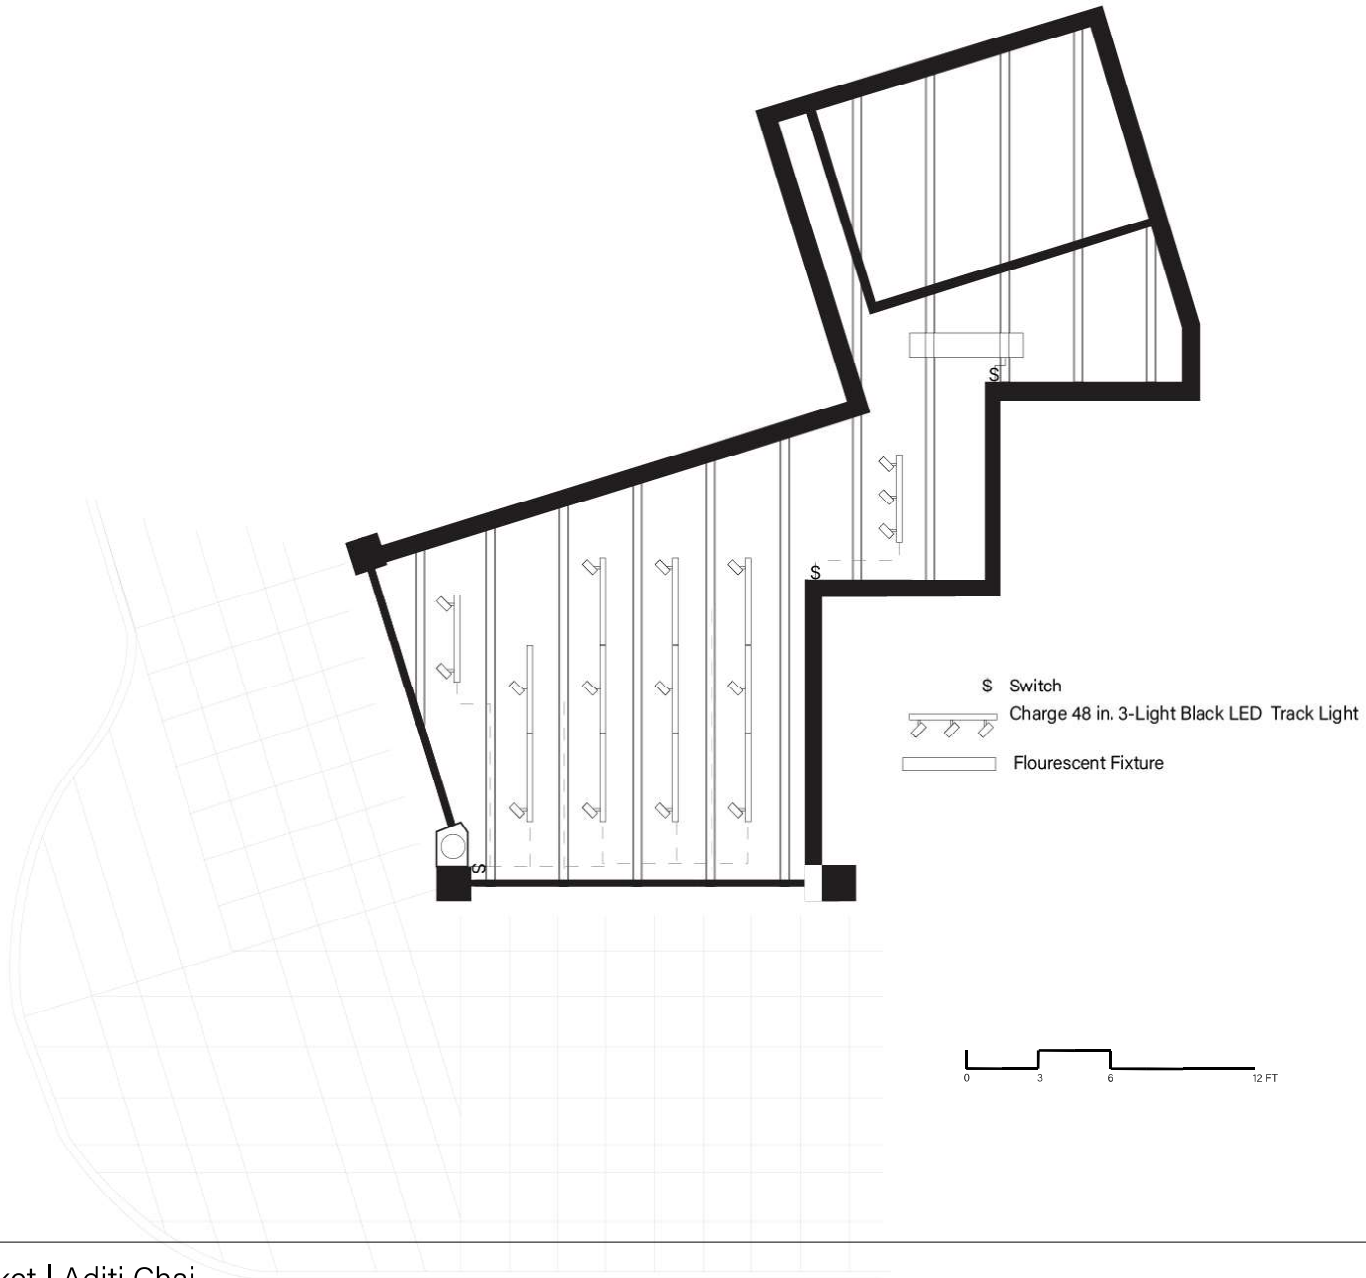 $
$
$ Switch
Charge 48 in. 3-Light Black LED Track Light
Flourescent Fixture
$
0 3 6 12 FT
| Aditi Chai